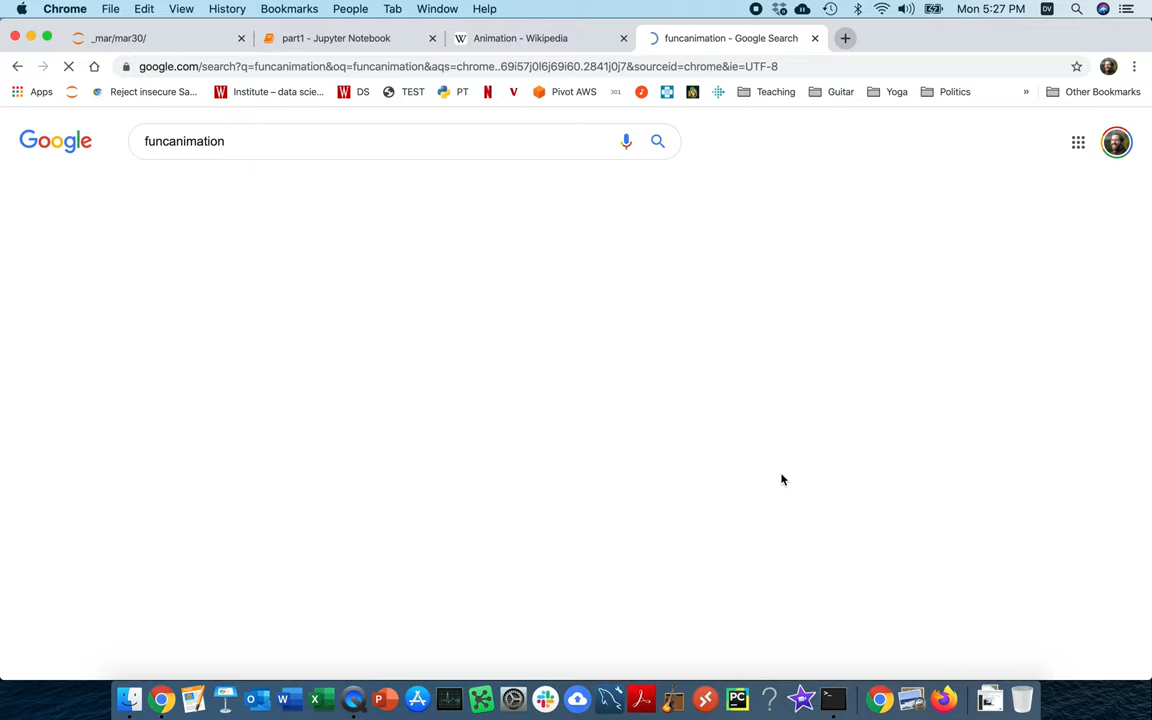 Chrome File Edit View History Bookmarks People Tab Window Help Mon 5:27 PM DV
_mar/mar30/ part1 - Jupyter Notebook W Animation - Wikipedia funcanimation - Google Search
google.com/search?q=funcanimation&oq=funcanimation&aqs=chrome..69i57j0l6j69i60.2841j0j7&sourceid=chrome&ie=UTF-8
Apps Reject insecure Sa... W Institute – data scie... W DS TEST PT N V Pivot AWS 101 Teaching Guitar Yoga Politics » Other Bookmarks
Google funcanimation
W X P PC ? >_